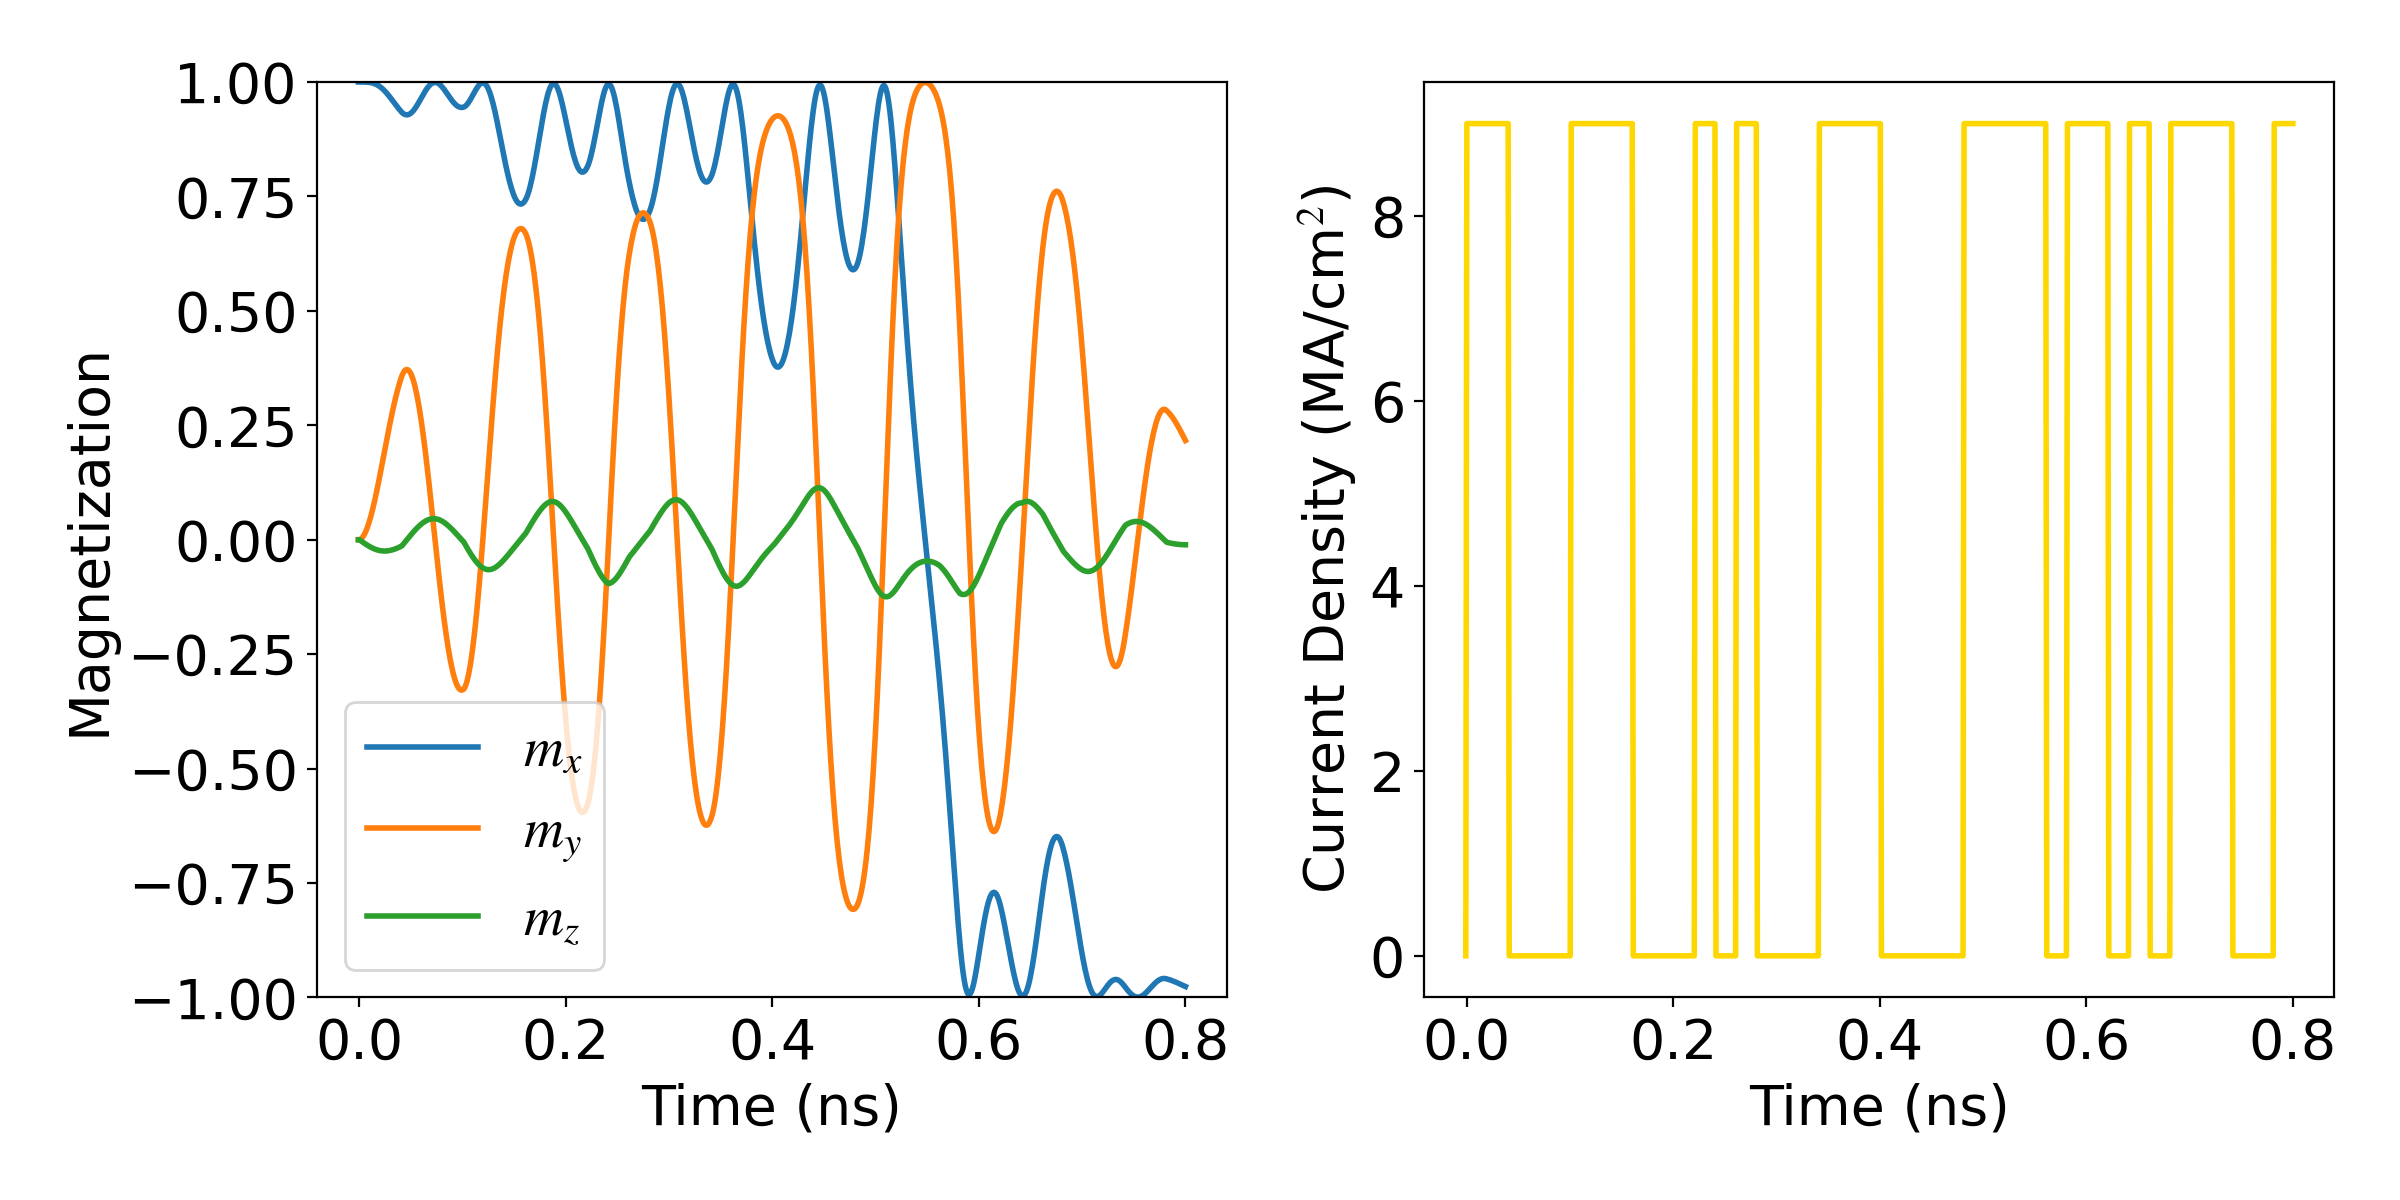 Magnetization
1.00
0.75
0.50
0.25
0.00
−0.25
−0.50
−0.75
−1.00
0.0 0.2 0.4 0.6 0.8
Time (ns)
mₓ
m_y
m_z
Current Density (MA/cm²)
8
6
4
2
0
0.0 0.2 0.4 0.6 0.8
Time (ns)